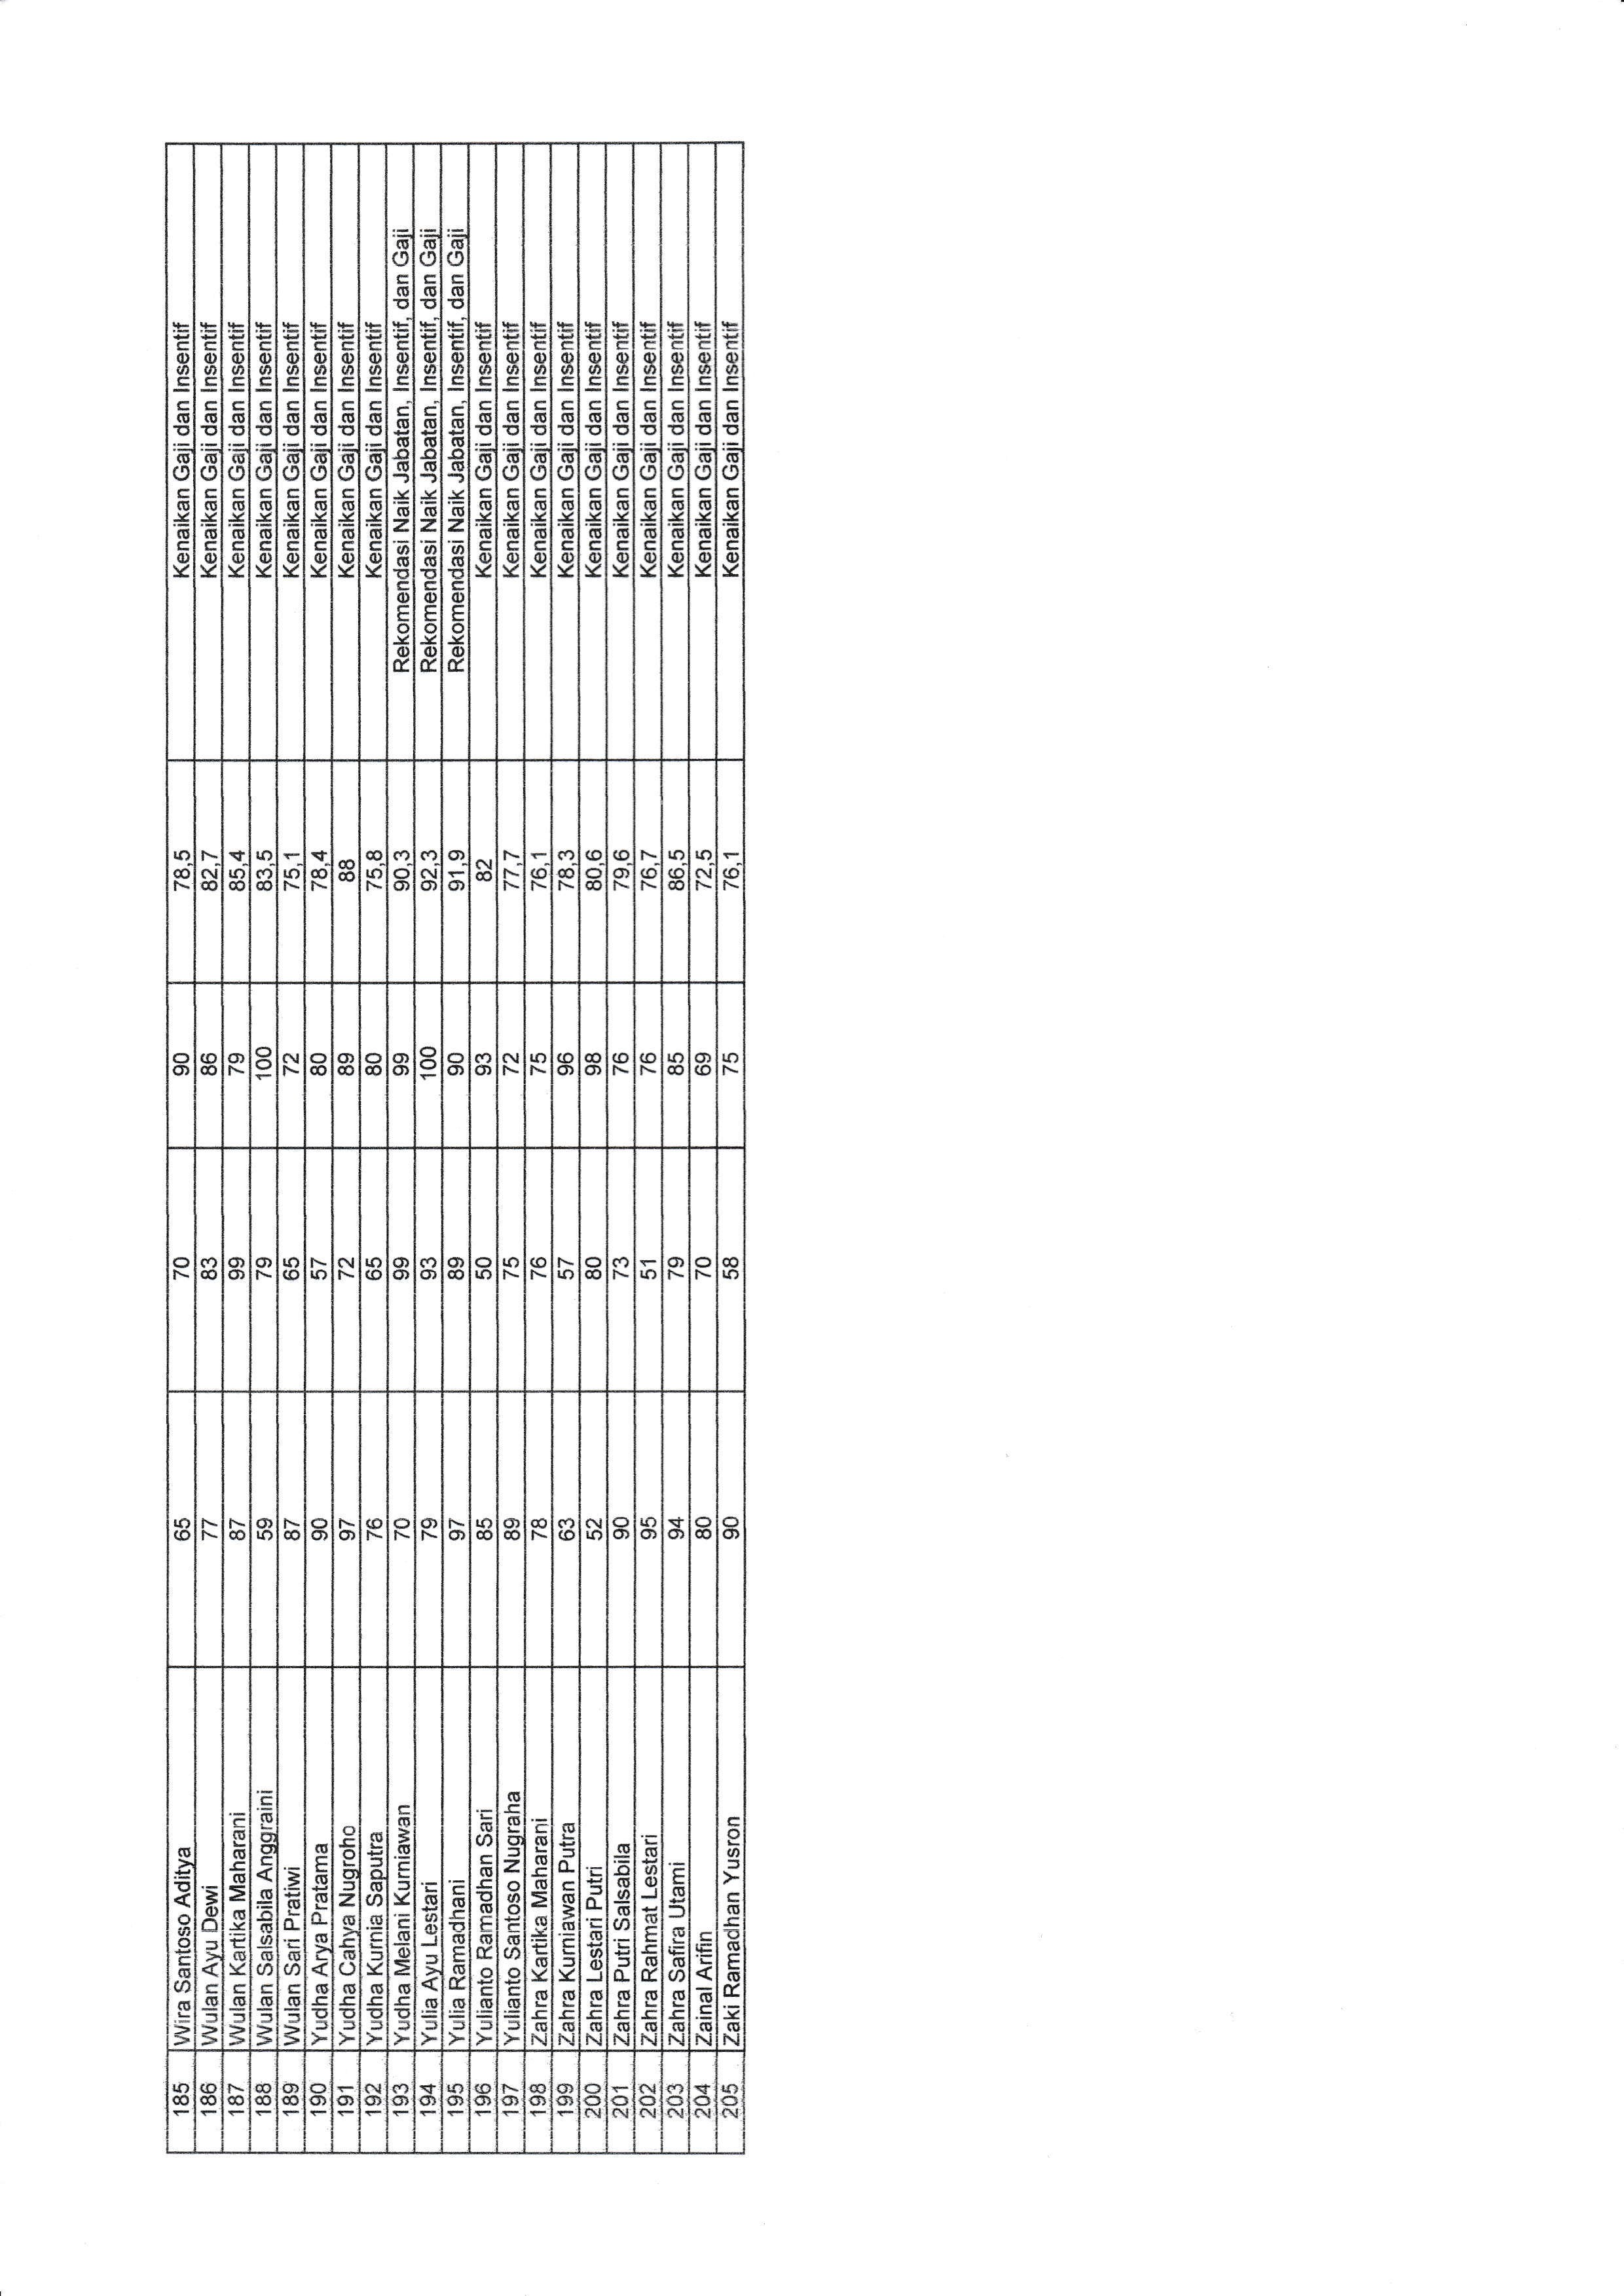 185 Wira Santoso Aditya 65 70 90 78,5 Kenaikan Gaji dan Insentif
186 Wulan Ayu Dewi 77 83 86 82,7 Kenaikan Gaji dan Insentif
187 Wulan Kartika Maharani 87 99 79 85,4 Kenaikan Gaji dan Insentif
188 Wulan Salsabila Anggraini 59 79 100 83,5 Kenaikan Gaji dan Insentif
189 Wulan Sari Pratiwi 87 65 72 75,1 Kenaikan Gaji dan Insentif
190 Yudha Arya Pratama 90 57 80 78,4 Kenaikan Gaji dan Insentif
191 Yudha Cahya Nugroho 97 72 89 88 Kenaikan Gaji dan Insentif
192 Yudha Kurnia Saputra 76 65 80 75,8 Kenaikan Gaji dan Insentif
193 Yudha Melani Kurniawan 70 99 99 90,3 Rekomendasi Naik Jabatan, Insentif, dan Gaji
194 Yulia Ayu Lestari 79 93 100 92,3 Rekomendasi Naik Jabatan, Insentif, dan Gaji
195 Yulia Ramadhani 97 89 90 91,9 Rekomendasi Naik Jabatan, Insentif, dan Gaji
196 Yulianto Ramadhan Sari 85 50 93 82 Kenaikan Gaji dan Insentif
197 Yulianto Santoso Nugraha 89 75 72 77,7 Kenaikan Gaji dan Insentif
198 Zahra Kartika Maharani 78 76 75 76,1 Kenaikan Gaji dan Insentif
199 Zahra Kurniawan Putra 63 57 96 78,3 Kenaikan Gaji dan Insentif
200 Zahra Lestari Putri 52 80 98 80,6 Kenaikan Gaji dan Insentif
201 Zahra Putri Salsabila 90 73 76 79,6 Kenaikan Gaji dan Insentif
202 Zahra Rahmat Lestari 95 51 76 76,7 Kenaikan Gaji dan Insentif
203 Zahra Safira Utami 94 79 85 86,5 Kenaikan Gaji dan Insentif
204 Zainal Arifin 80 70 69 72,5 Kenaikan Gaji dan Insentif
205 Zaki Ramadhan Yusron 90 58 75 76,1 Kenaikan Gaji dan Insentif